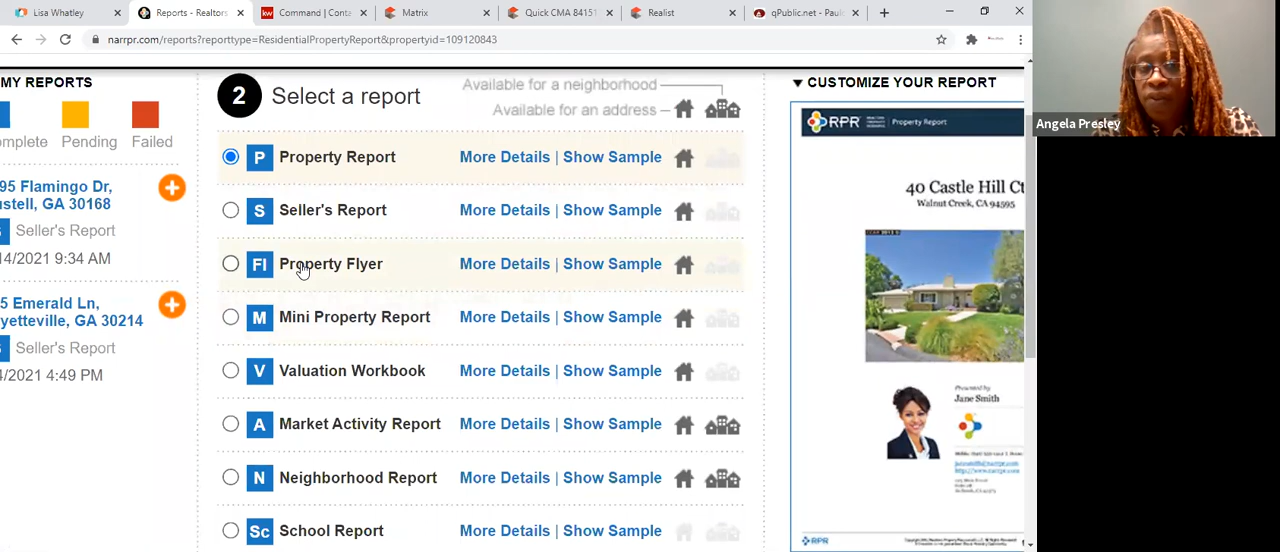 Lisa Whatley
Reports - Realtors
Command | Conta
Matrix
Quick CMA 84151
Realist
qPublic.net - Paul
narrpr.com/reports?reporttype=ResidentialPropertyReport&propertyid=109120843
MY REPORTS
omplete Pending Failed
95 Flamingo Dr,
ustell, GA 30168
Seller's Report
14/2021 9:34 AM
5 Emerald Ln,
yetteville, GA 30214
Seller's Report
4/2021 4:49 PM
2 Select a report
Available for a neighborhood
Available for an address
P Property Report More Details | Show Sample
S Seller's Report More Details | Show Sample
Fl Property Flyer More Details | Show Sample
M Mini Property Report More Details | Show Sample
V Valuation Workbook More Details | Show Sample
A Market Activity Report More Details | Show Sample
N Neighborhood Report More Details | Show Sample
Sc School Report More Details | Show Sample
▼ CUSTOMIZE YOUR REPORT
RPR Property Report
40 Castle Hill Ct
Walnut Creek, CA 94595
Presented by
Jane Smith
RPR
Angela Presley